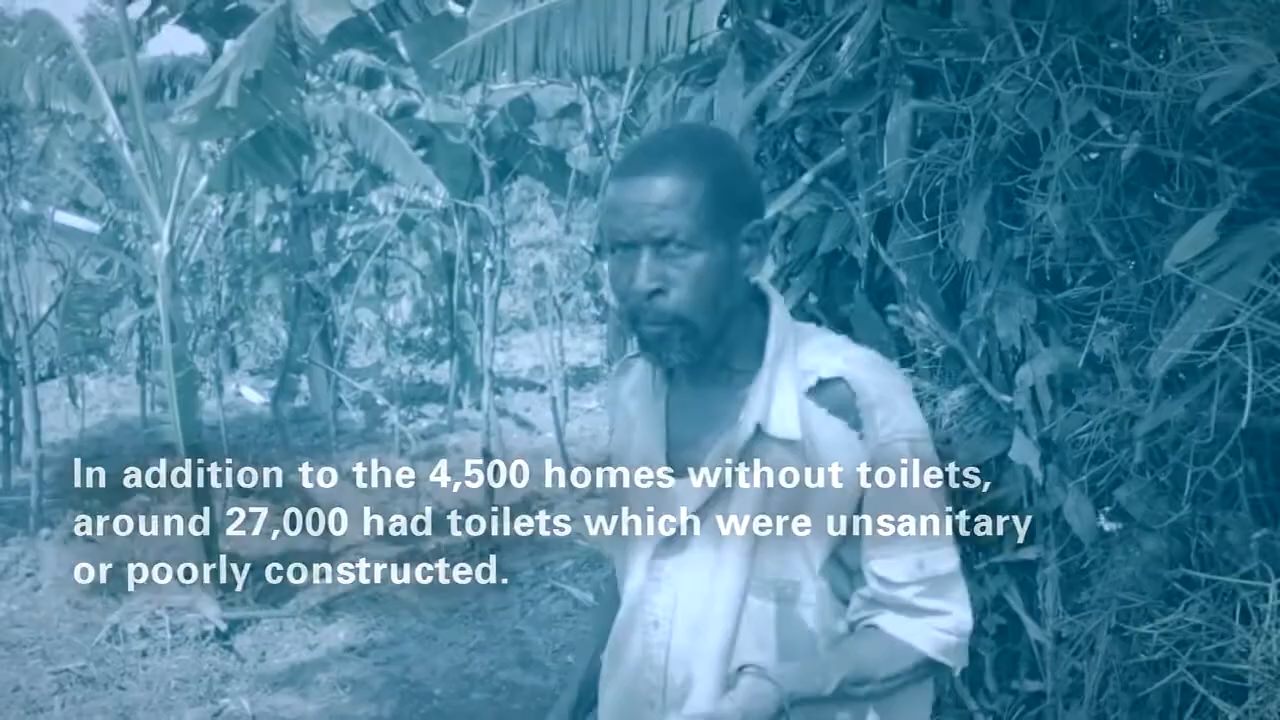 In addition to the 4,500 homes without toilets,
around 27,000 had toilets which were unsanitary
or poorly constructed.